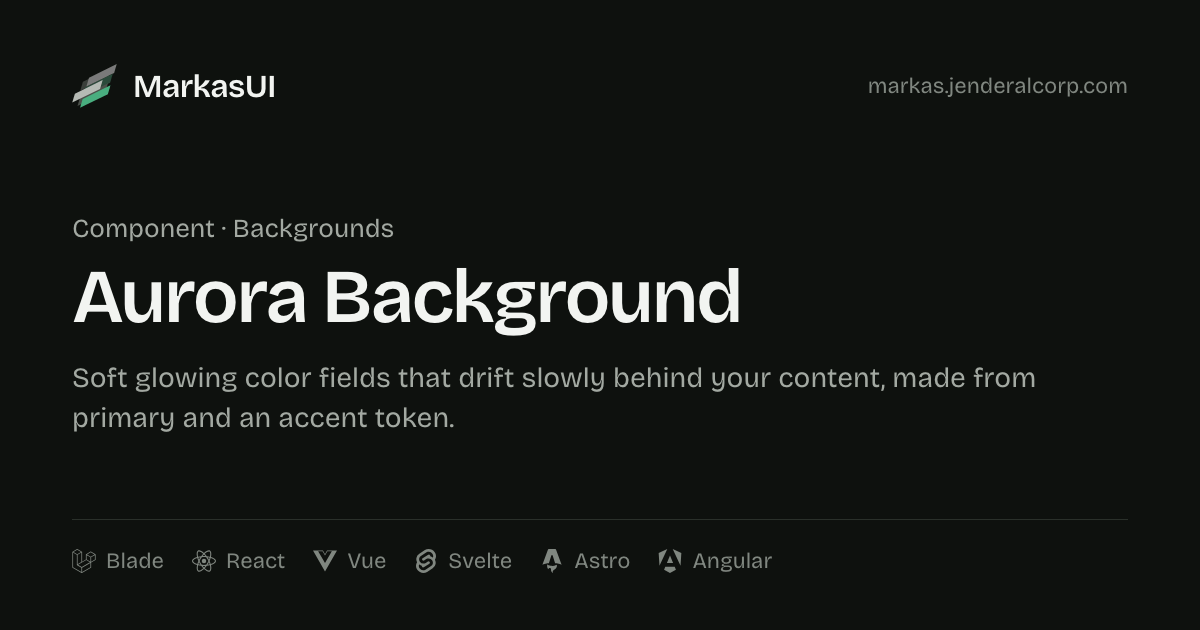 MarkasUI
markas.jenderalcorp.com
Component · Backgrounds
Aurora Background
Soft glowing color fields that drift slowly behind your content, made from
primary and an accent token.
Blade React Vue Svelte Astro Angular